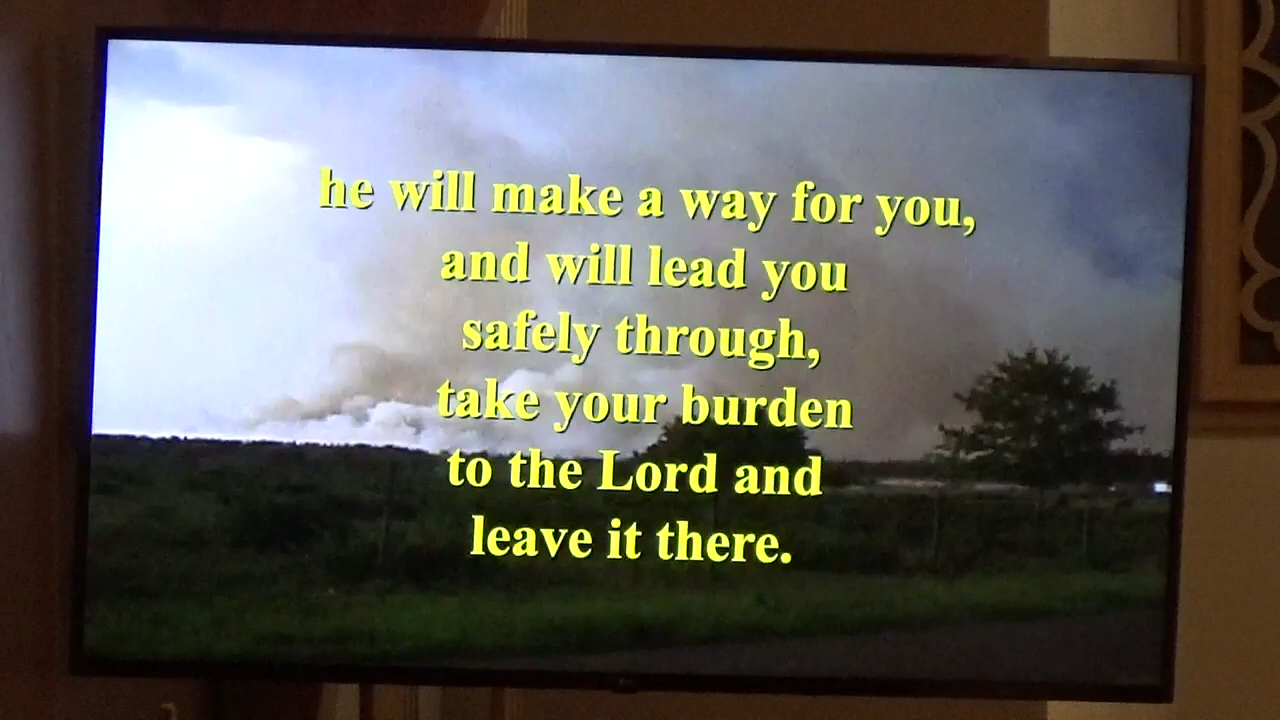 he will make a way for you,
and will lead you
safely through,
take your burden
to the Lord and
leave it there.